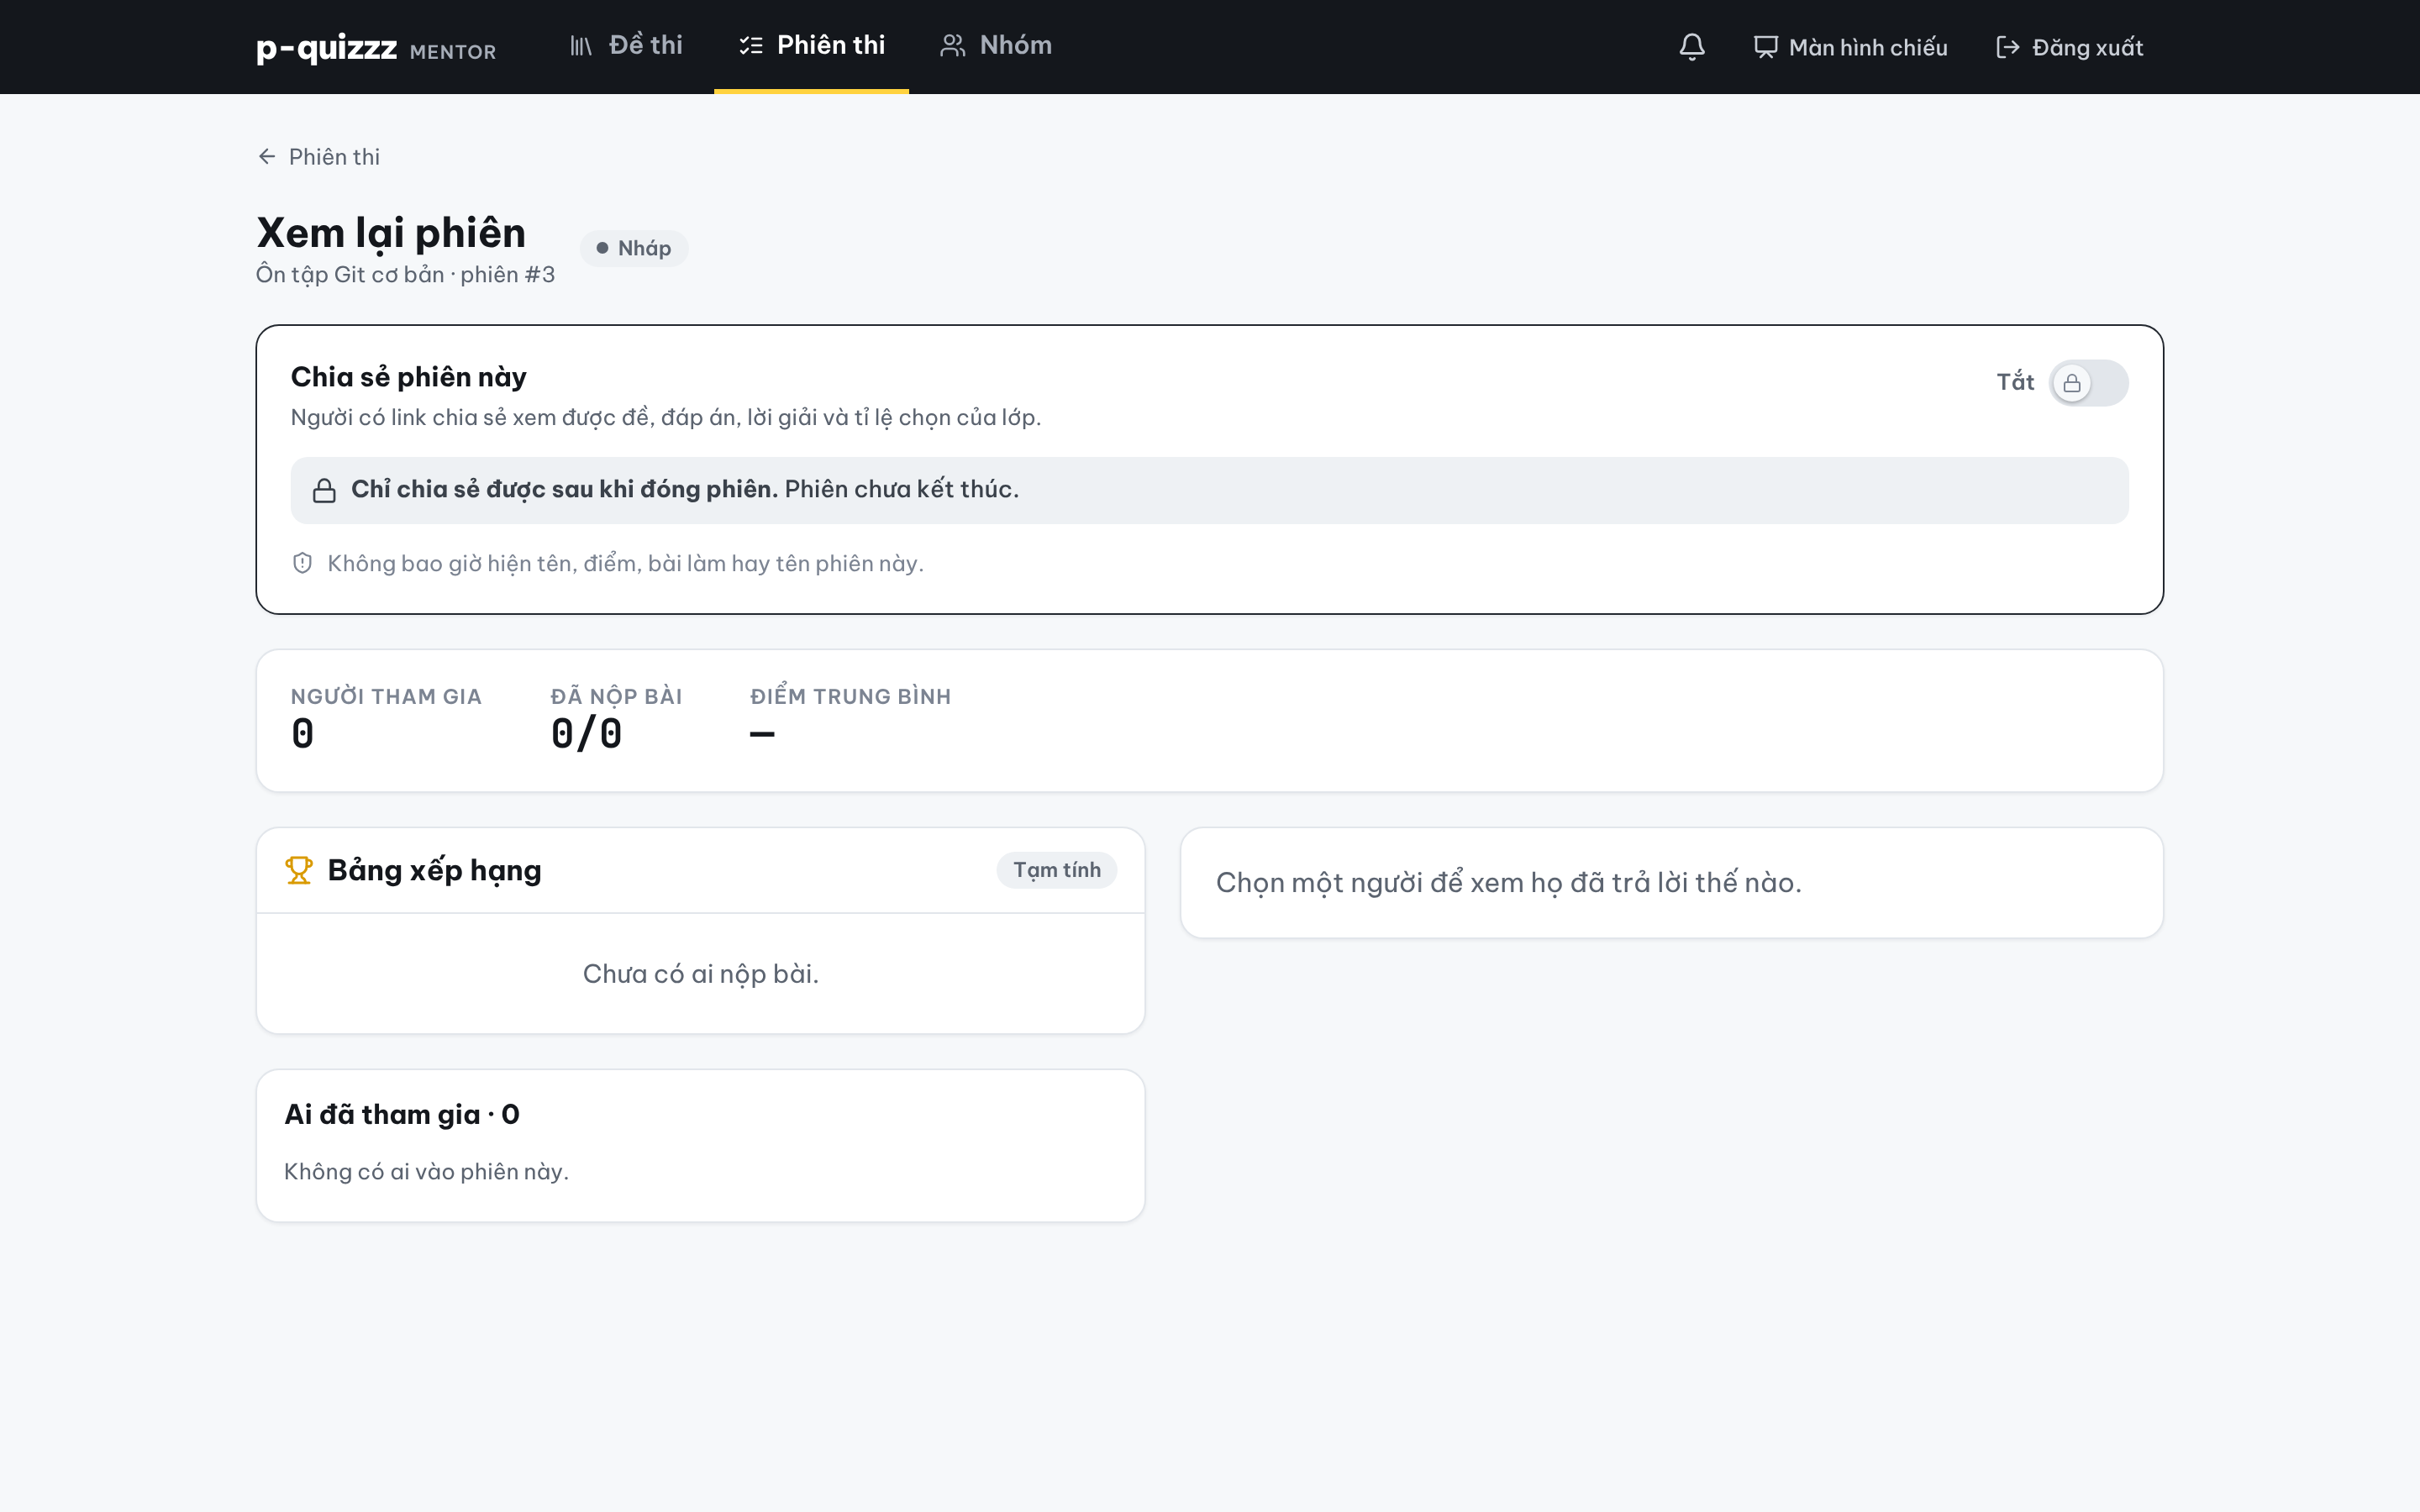 p-quizzz MENTOR
Đề thi
Phiên thi
Nhóm
Màn hình chiếu
Đăng xuất
Phiên thi
Xem lại phiên
Nháp
Ôn tập Git cơ bản · phiên #3
Chia sẻ phiên này
Tắt
Người có link chia sẻ xem được đề, đáp án, lời giải và tỉ lệ chọn của lớp.
Chỉ chia sẻ được sau khi đóng phiên. Phiên chưa kết thúc.
Không bao giờ hiện tên, điểm, bài làm hay tên phiên này.
NGƯỜI THAM GIA
0
ĐÃ NỘP BÀI
0/0
ĐIỂM TRUNG BÌNH
–
Bảng xếp hạng
Tạm tính
Chưa có ai nộp bài.
Chọn một người để xem họ đã trả lời thế nào.
Ai đã tham gia · 0
Không có ai vào phiên này.